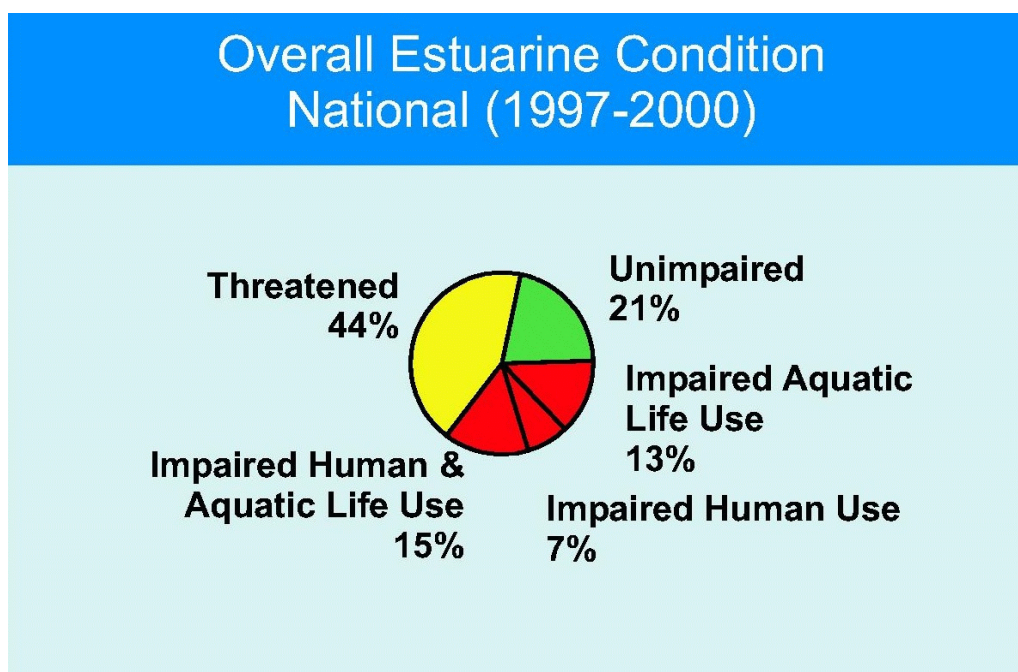 Overall Estuarine Condition
National (1997-2000)
Threatened
44%
Unimpaired
21%
Impaired Aquatic
Life Use
13%
Impaired Human &
Aquatic Life Use
15%
Impaired Human Use
7%